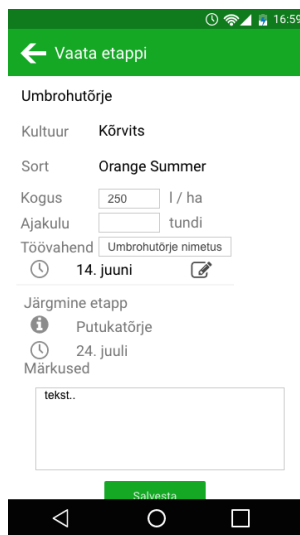 16:59
Vaata etappi
Umbrohutõrje
Kultuur Kõrvits
Sort Orange Summer
Kogus 250 l / ha
Ajakulu tundi
Töövahend Umbrohutõrje nimetus
14. juuni
Järgmine etapp
Putukatõrje
24. juuli
Märkused
tekst..
Salvesta